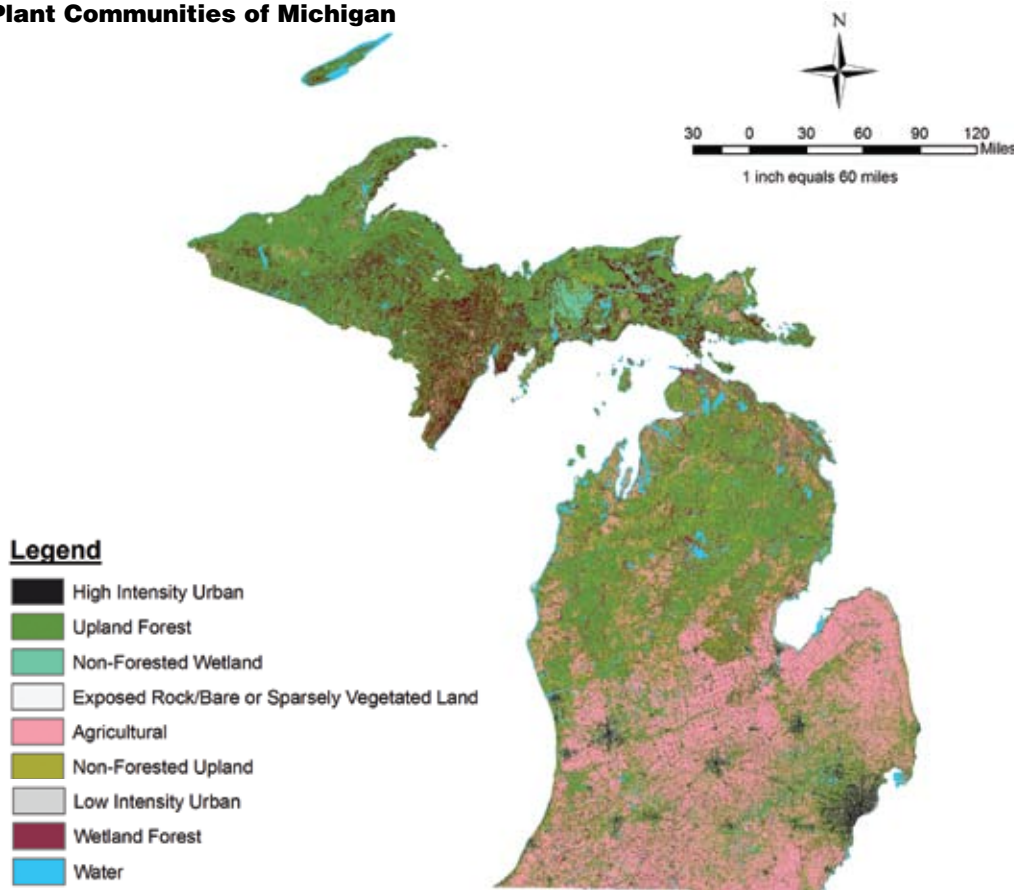 Plant Communities of Michigan
N
30 0 30 60 90 120
Miles
1 inch equals 60 miles
Legend
High Intensity Urban
Upland Forest
Non-Forested Wetland
Exposed Rock/Bare or Sparsely Vegetated Land
Agricultural
Non-Forested Upland
Low Intensity Urban
Wetland Forest
Water